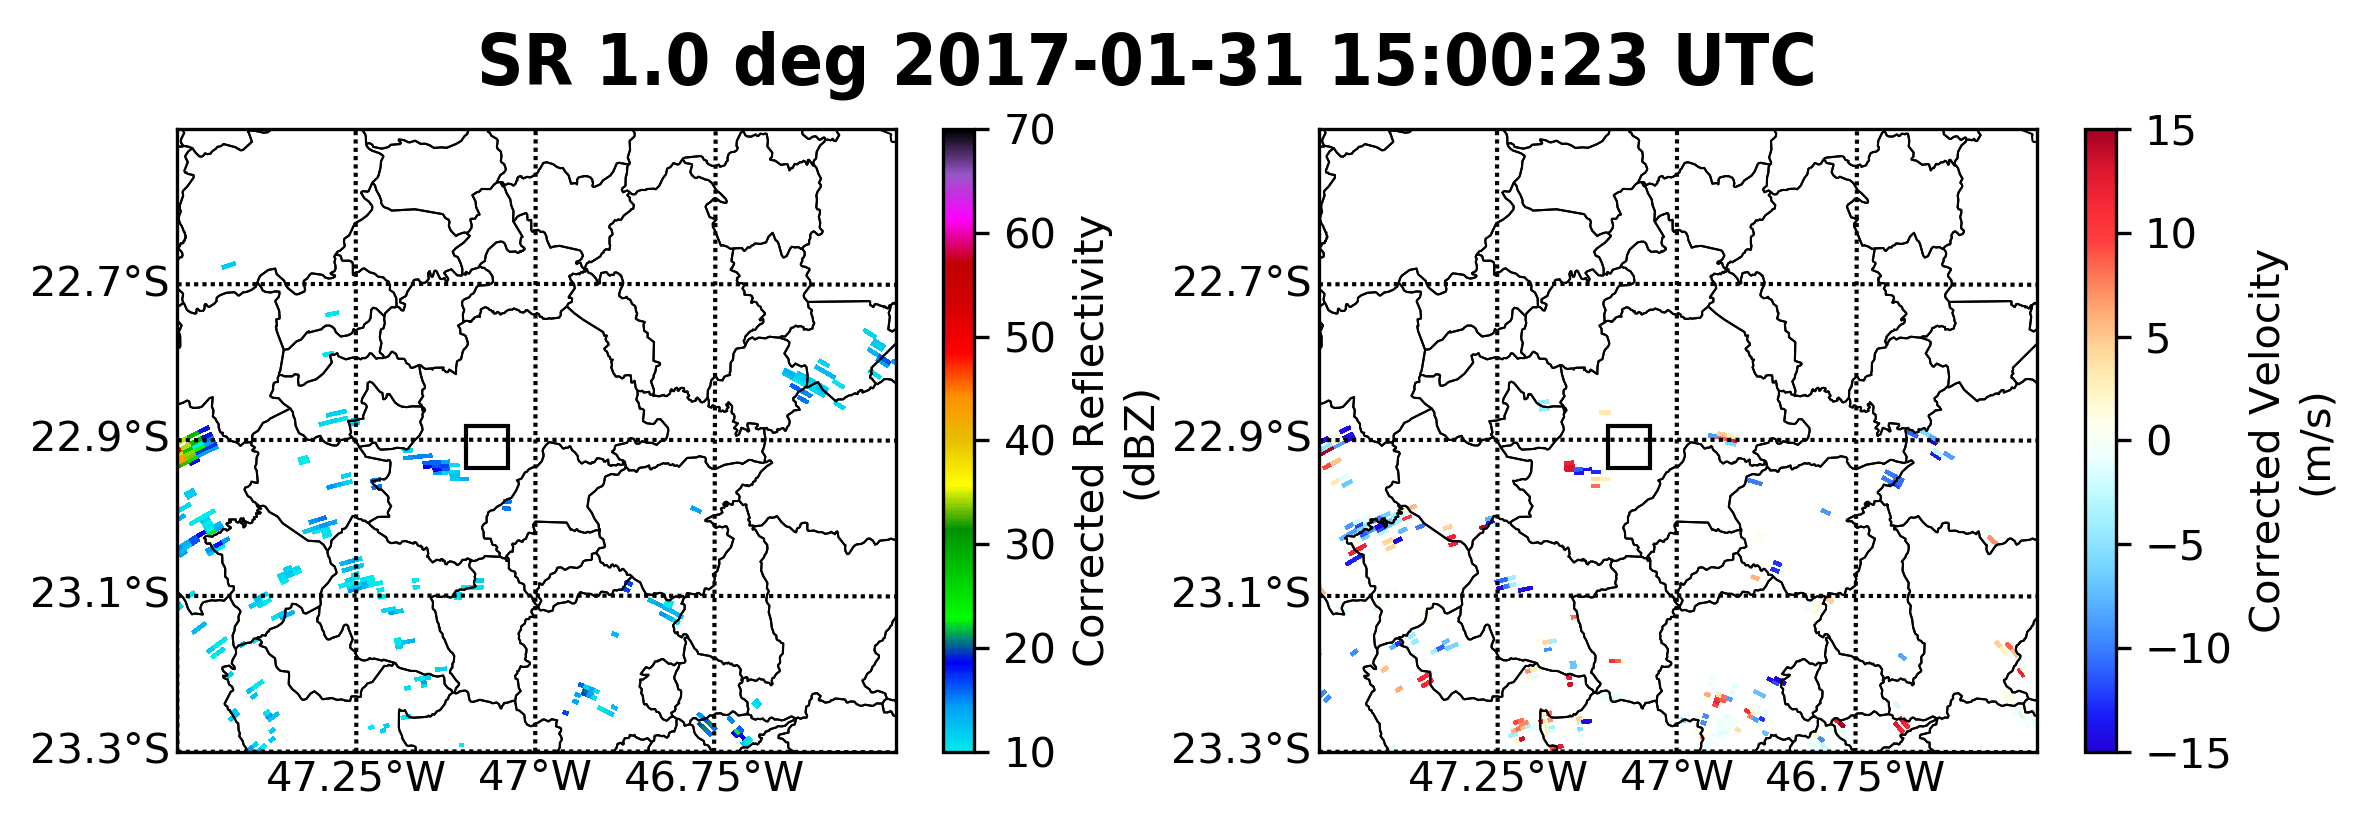 SR 1.0 deg 2017-01-31 15:00:23 UTC
22.7°S
22.9°S
23.1°S
23.3°S
47.25°W 47°W 46.75°W
70
60
50
40
30
20
10
Corrected Reflectivity
(dBZ)
22.7°S
22.9°S
23.1°S
23.3°S
47.25°W 47°W 46.75°W
15
10
5
0
−5
−10
−15
Corrected Velocity
(m/s)